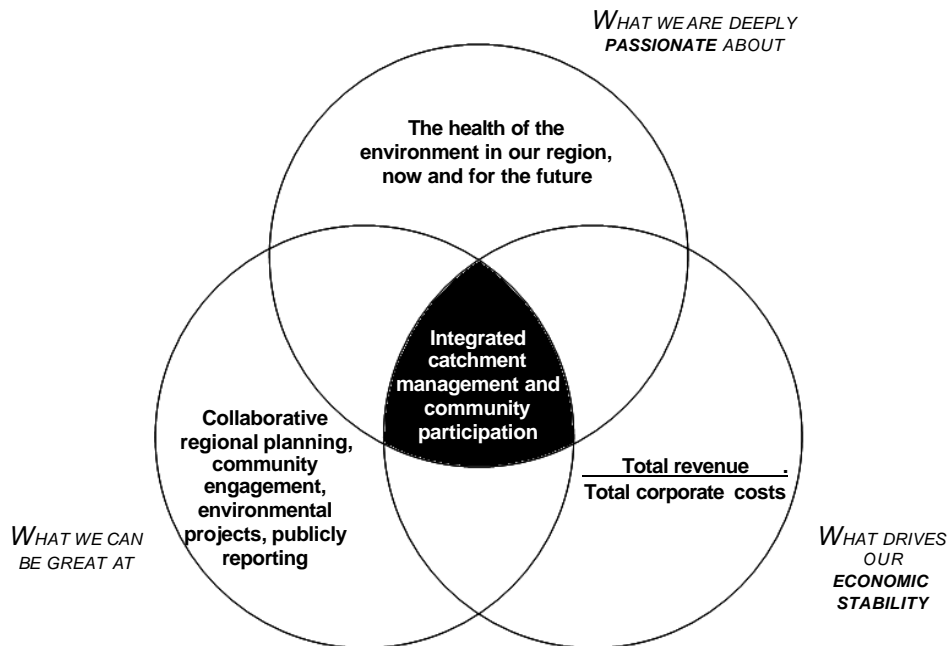 WHAT WE ARE DEEPLY
PASSIONATE ABOUT
The health of the
environment in our region,
now and for the future
Integrated
catchment
management and
community
participation
Collaborative
regional planning,
community
engagement,
environmental
projects, publicly
reporting
Total revenue .
Total corporate costs
WHAT WE CAN
BE GREAT AT
WHAT DRIVES
OUR
ECONOMIC
STABILITY